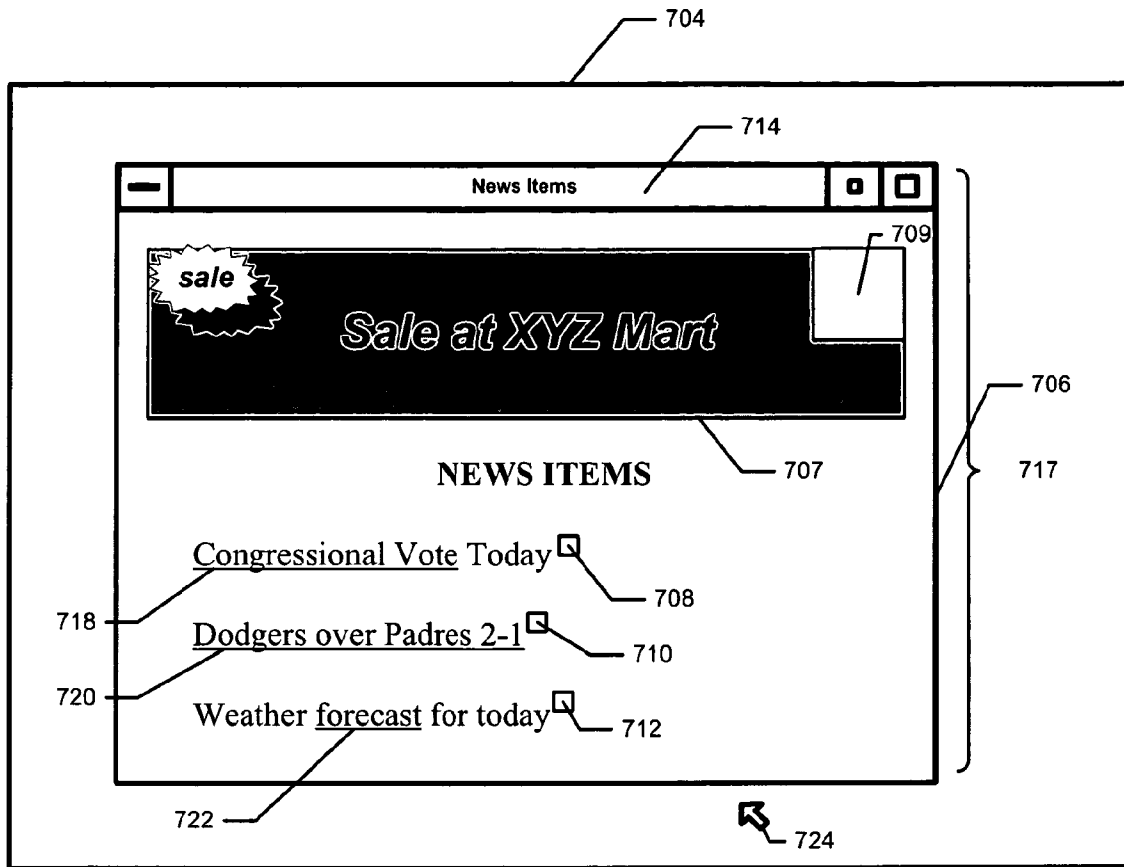 704
714
News Items
709
sale
Sale at XYZ Mart
706
707
717
NEWS ITEMS
Congressional Vote Today
708
718
Dodgers over Padres 2-1
710
720
Weather forecast for today
712
722
724